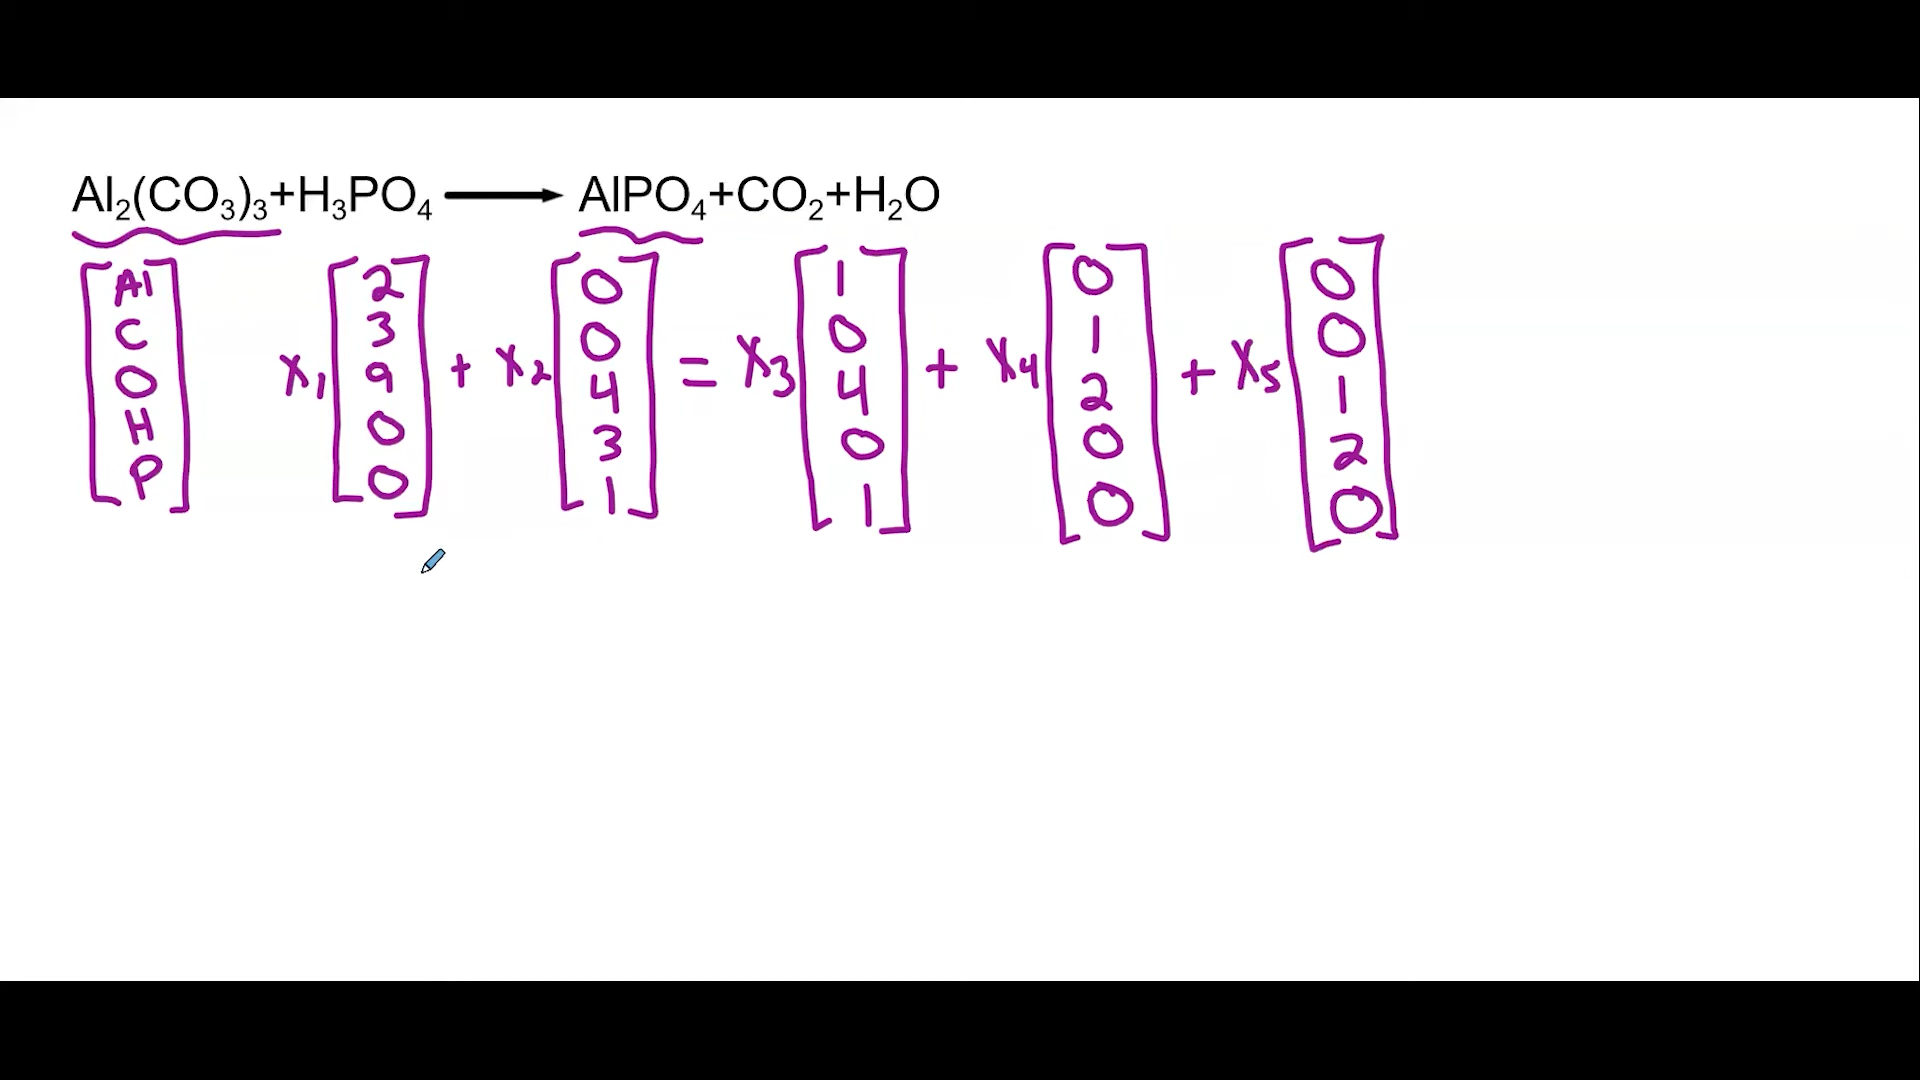 Al₂(CO₃)₃+H₃PO₄ ⟶ AlPO₄+CO₂+H₂O
[Al C O H P] x₁ [2 3 9 0 0] + x₂ [0 0 4 3 1] = x₃ [1 0 4 0 1] + x₄ [0 1 2 0 0] + x₅ [0 0 1 2 0]